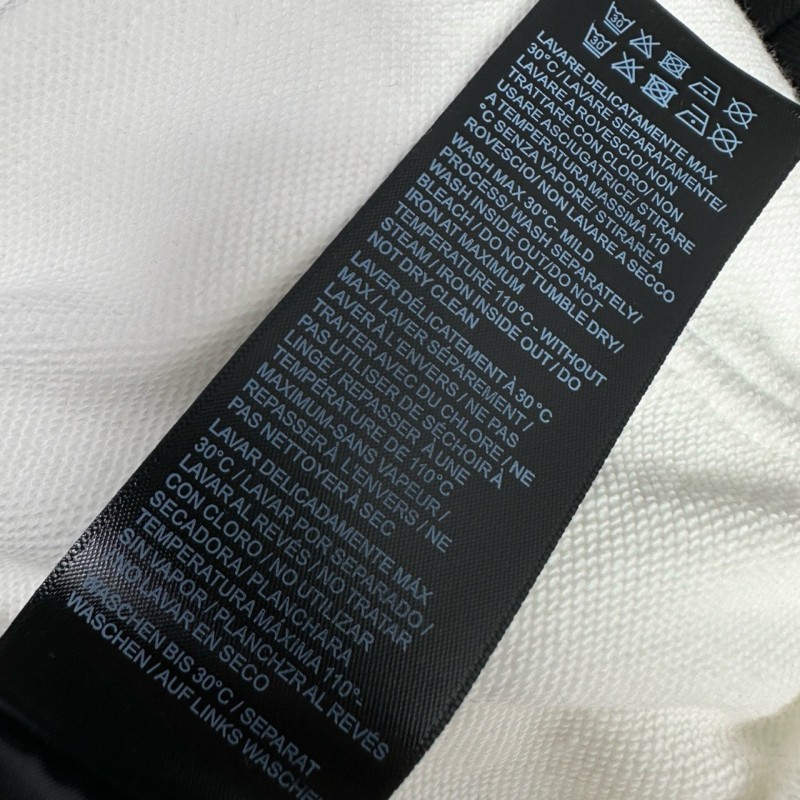 30
30
LAVARE DELICATAMENTE MAX
30°C / LAVARE SEPARATAMENTE/
LAVARE A ROVESCIO/ NON
TRATTARE CON CLORO/ NON
USARE ASCIUGATRICE/ STIRARE
A TEMPERATURA MASSIMA 110
°C SENZA VAPORE/ STIRARE A
ROVESCIO/ NON LAVARE A SECCO
WASH MAX 30°C- MILD
PROCESS/ WASH SEPARATELY/
WASH INSIDE OUT/DO NOT
BLEACH / DO NOT TUMBLE DRY/
IRON AT MAXIMUM
TEMPERATURE 110°C - WITHOUT
STEAM / IRON INSIDE OUT / DO
NOT DRY CLEAN
LAVER DÉLICATEMENT À 30°C
MAX / LAVER SÉPAREMENT /
LAVER À L'ENVERS / NE PAS
TRAITER AVEC DU CHLORE / NE
PAS UTILISER DE SÉCHOIR À
LINGE / REPASSER À UNE
TEMPÉRATURE DE 110°C
MAXIMUM-SANS VAPEUR /
REPASSER À L'ENVERS / NE
PAS NETTOYER À SEC
LAVAR DELICADAMENTE MÁX
30°C / LAVAR POR SEPARADO /
LAVAR AL REVÉS / NO TRATAR
CON CLORO / NO UTILIZAR
SECADORA / PLANCHARA
TEMPERATURA MÁXIMA 110°-
SIN VAPOR / PLANCHZR AL REVÉS
LAVAR EN SECO
WASCHEN BIS 30°C / SEPARAT
WASCHEN / AUF LINKS WASCHEN